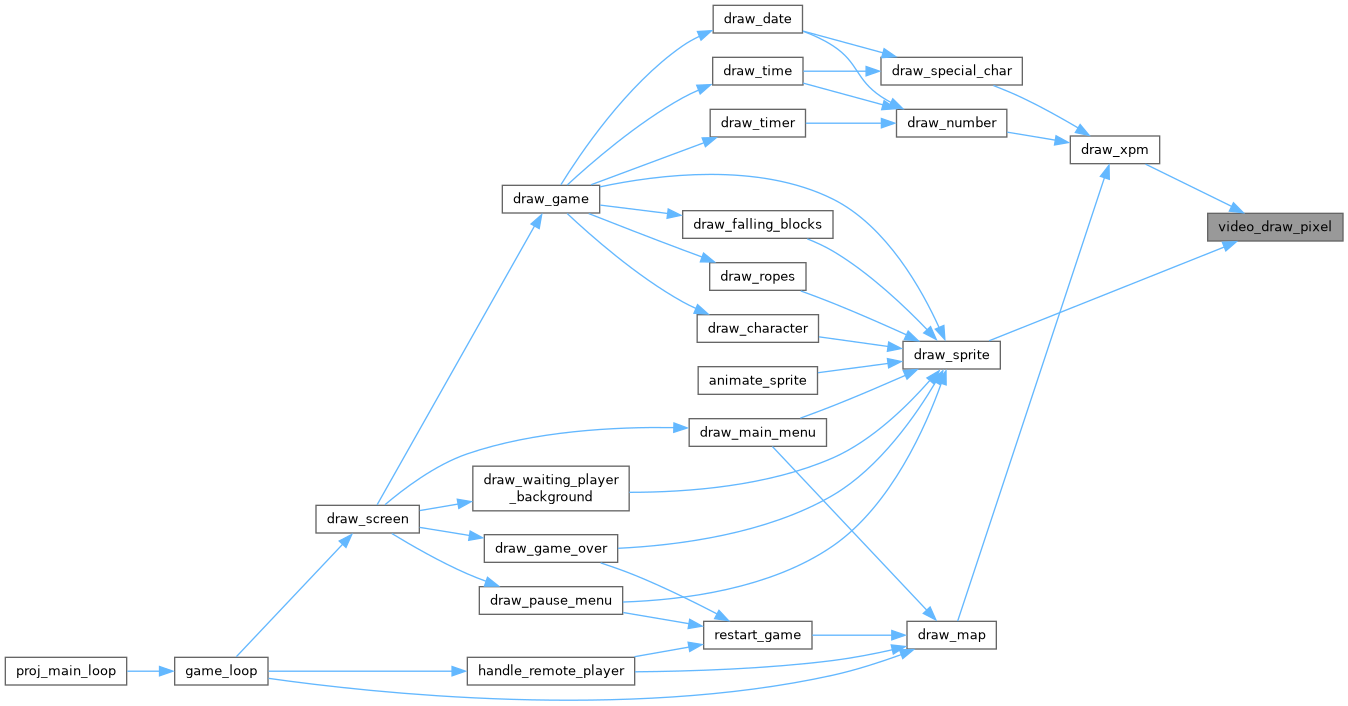 draw_date
draw_time
draw_special_char
draw_timer
draw_number
draw_xpm
draw_game
draw_falling_blocks
video_draw_pixel
draw_ropes
draw_character
draw_sprite
animate_sprite
draw_main_menu
draw_waiting_player
_background
draw_screen
draw_game_over
draw_pause_menu
restart_game
draw_map
proj_main_loop
game_loop
handle_remote_player